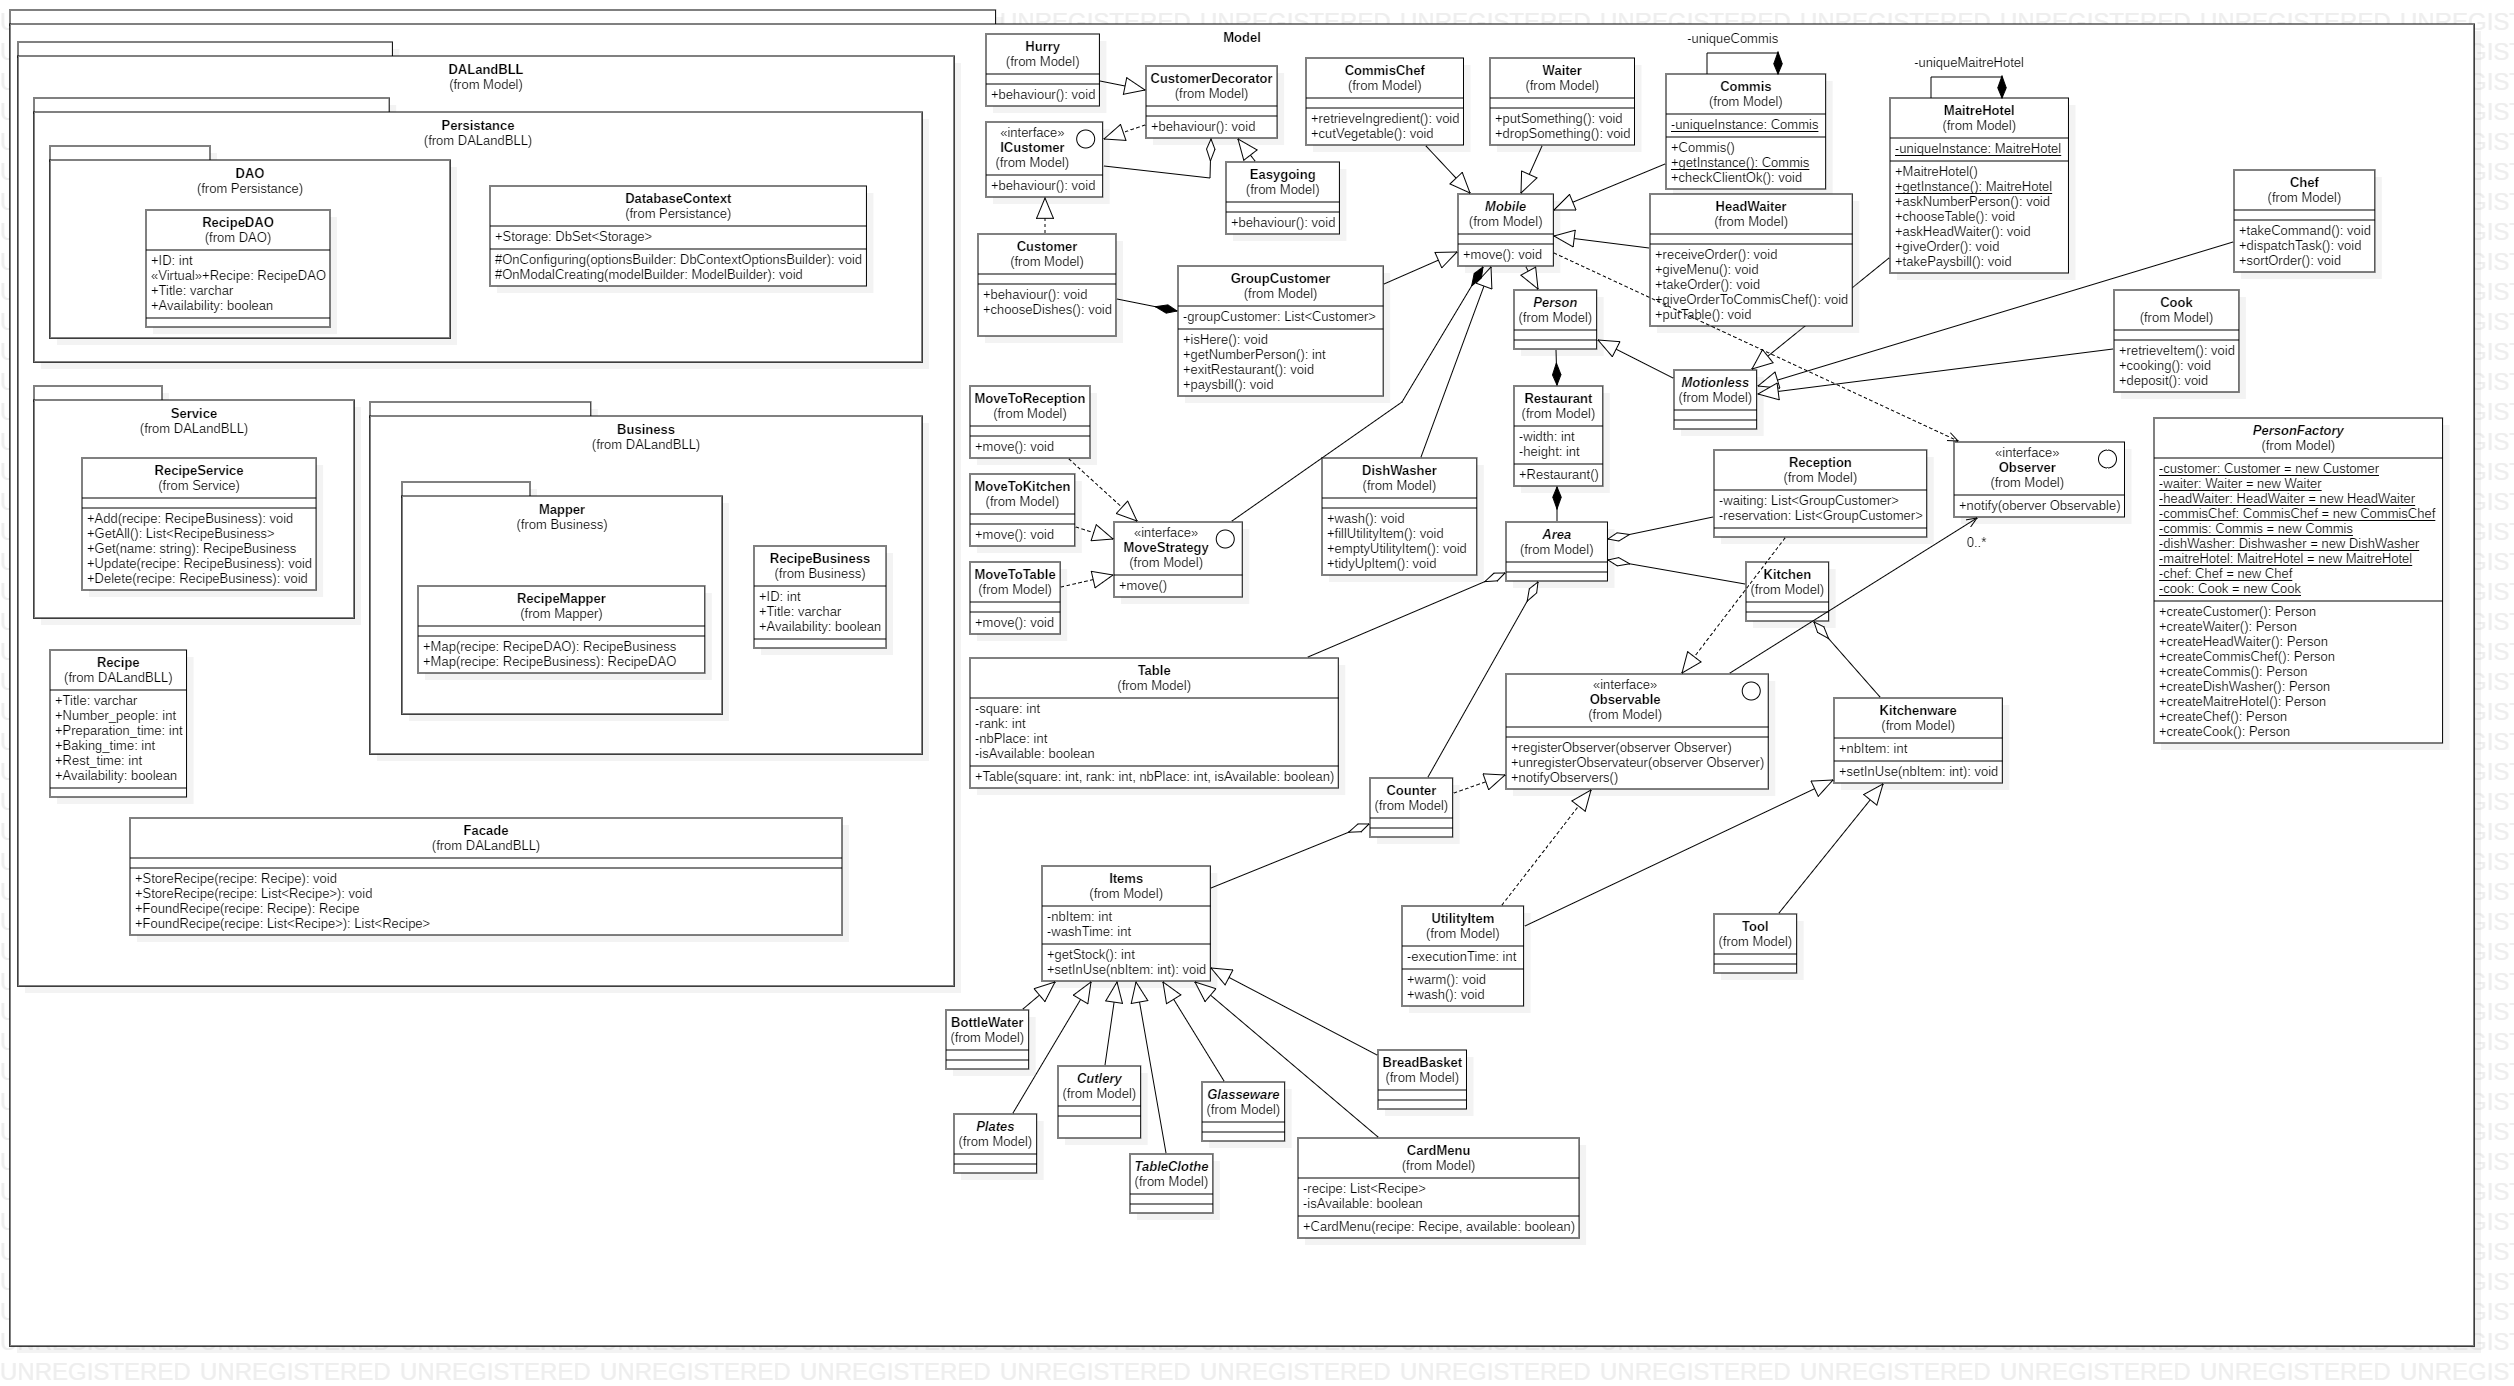 Model
DALandBLL
(from Model)
Persistance
(from DALandBLL)
DAO
(from Persistance)
RecipeDAO
(from DAO)
+ID: int
«Virtual»+Recipe: RecipeDAO
+Title: varchar
+Availability: boolean
DatabaseContext
(from Persistance)
+Storage: DbSet<Storage>
#OnConfiguring(optionsBuilder: DbContextOptionsBuilder): void
#OnModalCreating(modelBuilder: ModelBuilder): void
Service
(from DALandBLL)
RecipeService
(from Service)
+Add(recipe: RecipeBusiness): void
+GetAll(): List<RecipeBusiness>
+Get(name: string): RecipeBusiness
+Update(recipe: RecipeBusiness): void
+Delete(recipe: RecipeBusiness): void
Business
(from DALandBLL)
Mapper
(from Business)
RecipeMapper
(from Mapper)
+Map(recipe: RecipeDAO): RecipeBusiness
+Map(recipe: RecipeBusiness): RecipeDAO
RecipeBusiness
(from Business)
+ID: int
+Title: varchar
+Availability: boolean
Recipe
(from DALandBLL)
+Title: varchar
+Number_people: int
+Preparation_time: int
+Baking_time: int
+Rest_time: int
+Availability: boolean
Facade
(from DALandBLL)
+StoreRecipe(recipe: Recipe): void
+StoreRecipe(recipe: List<Recipe>): void
+FoundRecipe(recipe: Recipe): Recipe
+FoundRecipe(recipe: List<Recipe>): List<Recipe>
Hurry
(from Model)
+behaviour(): void
CustomerDecorator
(from Model)
+behaviour(): void
«interface»
ICustomer
(from Model)
+behaviour(): void
Easygoing
(from Model)
+behaviour(): void
Customer
(from Model)
+behaviour(): void
+chooseDishes(): void
GroupCustomer
(from Model)
-groupCustomer: List<Customer>
+isHere(): void
+getNumberPerson(): int
+exitRestaurant(): void
+paysbill(): void
CommisChef
(from Model)
+retrieveIngredient(): void
+cutVegetable(): void
Waiter
(from Model)
+putSomething(): void
+dropSomething(): void
-uniqueCommis
Commis
(from Model)
-uniqueInstance: Commis
+Commis()
+getInstance(): Commis
+checkClientOk(): void
-uniqueMaitreHotel
MaitreHotel
(from Model)
-uniqueInstance: MaitreHotel
+MaitreHotel()
+getInstance(): MaitreHotel
+askNumberPerson(): void
+chooseTable(): void
+askHeadWaiter(): void
+giveOrder(): void
+takePaysbill(): void
Chef
(from Model)
+takeCommand(): void
+dispatchTask(): void
+sortOrder(): void
Mobile
(from Model)
+move(): void
HeadWaiter
(from Model)
+receiveOrder(): void
+giveMenu(): void
+takeOrder(): void
+giveOrderToCommisChef(): void
+putTable(): void
Person
(from Model)
Cook
(from Model)
+retrieveItem(): void
+cooking(): void
+deposit(): void
Motionless
(from Model)
Restaurant
(from Model)
-width: int
-height: int
+Restaurant()
MoveToReception
(from Model)
+move(): void
MoveToKitchen
(from Model)
+move(): void
MoveToTable
(from Model)
+move(): void
«interface»
MoveStrategy
(from Model)
+move()
DishWasher
(from Model)
+wash(): void
+fillUtilityItem(): void
+emptyUtilityItem(): void
+tidyUpItem(): void
Area
(from Model)
Reception
(from Model)
-waiting: List<GroupCustomer>
-reservation: List<GroupCustomer>
«interface»
Observer
(from Model)
+notify(oberver Observable)
0..*
PersonFactory
(from Model)
-customer: Customer = new Customer
-waiter: Waiter = new Waiter
-headWaiter: HeadWaiter = new HeadWaiter
-commisChef: CommisChef = new CommisChef
-commis: Commis = new Commis
-dishWasher: Dishwasher = new DishWasher
-maitreHotel: MaitreHotel = new MaitreHotel
-chef: Chef = new Chef
-cook: Cook = new Cook
+createCustomer(): Person
+createWaiter(): Person
+createHeadWaiter(): Person
+createCommisChef(): Person
+createCommis(): Person
+createDishWasher(): Person
+createMaitreHotel(): Person
+createChef(): Person
+createCook(): Person
Kitchen
(from Model)
Table
(from Model)
-square: int
-rank: int
-nbPlace: int
-isAvailable: boolean
+Table(square: int, rank: int, nbPlace: int, isAvailable: boolean)
«interface»
Observable
(from Model)
+registerObserver(observer Observer)
+unregisterObservateur(observer Observer)
+notifyObservers()
Kitchenware
(from Model)
+nbItem: int
+setInUse(nbItem: int): void
Counter
(from Model)
Items
(from Model)
-nbItem: int
-washTime: int
+getStock(): int
+setInUse(nbItem: int): void
UtilityItem
(from Model)
-executionTime: int
+warm(): void
+wash(): void
Tool
(from Model)
BottleWater
(from Model)
Plates
(from Model)
Cutlery
(from Model)
TableClothe
(from Model)
Glasseware
(from Model)
BreadBasket
(from Model)
CardMenu
(from Model)
-recipe: List<Recipe>
-isAvailable: boolean
+CardMenu(recipe: Recipe, available: boolean)
UNREGISTERED UNREGISTERED UNREGISTERED UNREGISTERED UNREGISTERED UNREGISTERED UNREGISTERED UNREGISTERED UNREGISTERED UNREGISTERED UNREGISTERED UNREGISTERED